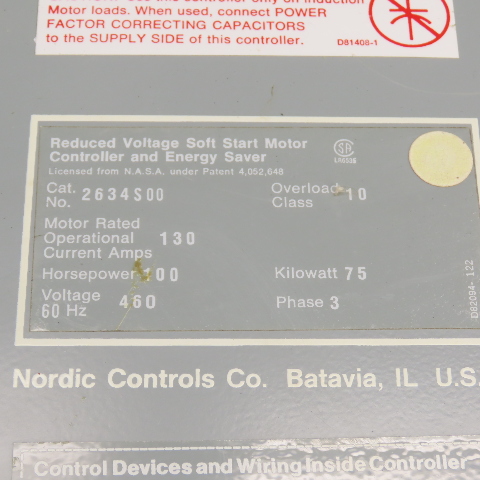 Motor loads. When used, connect POWER
FACTOR CORRECTING CAPACITORS
to the SUPPLY SIDE of this controller.
D81408-1
Reduced Voltage Soft Start Motor
Controller and Energy Saver
Licensed from N.A.S.A. under Patent 4,052,648
SA
LR6533E
Cat. No. 2634S00
Overload Class 10
Motor Rated
Operational 130
Current Amps
Horsepower 100
Kilowatt 75
Voltage 460
60 Hz
Phase 3
D82094-122
Nordic Controls Co. Batavia, IL U.S.
Control Devices and Wiring Inside Controller